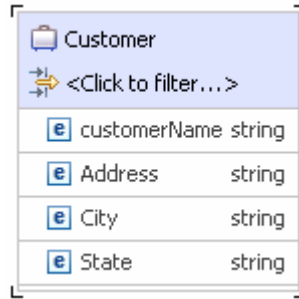 Customer
<Click to filter...>
e customerName string
e Address string
e City string
e State string